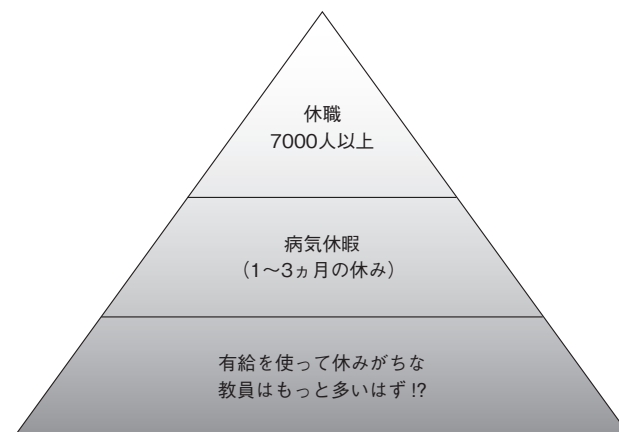 休職
7000人以上
病気休暇
（1～3ヵ月の休み）
有給を使って休みがちな
教員はもっと多いはず!?